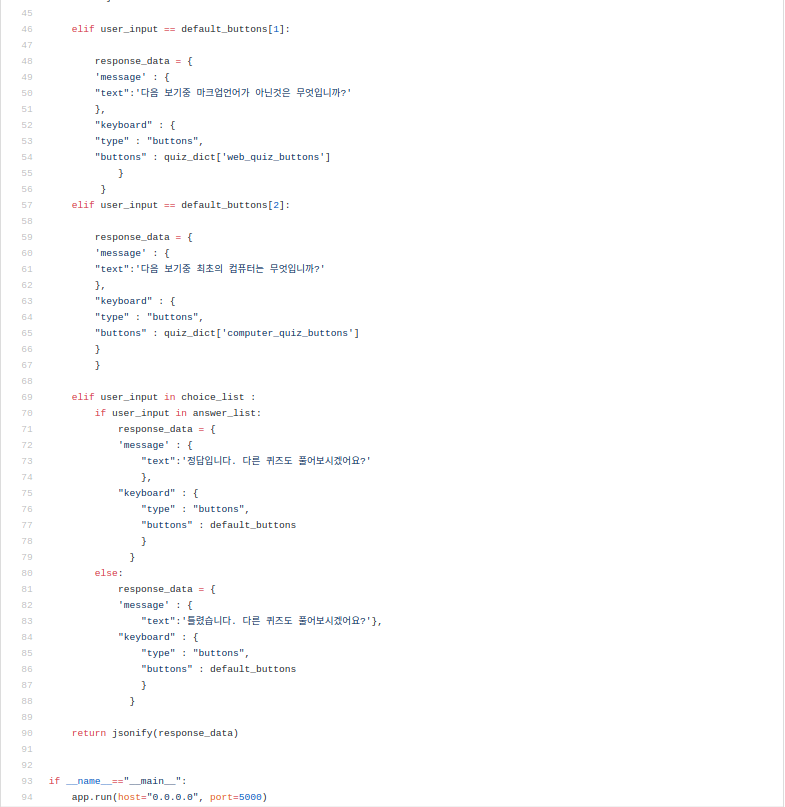 45
46 elif user_input == default_buttons[1]:
47
48 response_data = {
49 'message' : {
50 "text":'다음 보기중 마크업언어가 아닌것은 무엇입니까?'
51 },
52 "keyboard" : {
53 "type" : "buttons",
54 "buttons" : quiz_dict['web_quiz_buttons']
55 }
56 }
57 elif user_input == default_buttons[2]:
58
59 response_data = {
60 'message' : {
61 "text":'다음 보기중 최초의 컴퓨터는 무엇입니까?'
62 },
63 "keyboard" : {
64 "type" : "buttons",
65 "buttons" : quiz_dict['computer_quiz_buttons']
66 }
67 }
68
69 elif user_input in choice_list :
70 if user_input in answer_list:
71 response_data = {
72 'message' : {
73 "text":'정답입니다. 다른 퀴즈도 풀어보시겠어요?'
74 },
75 "keyboard" : {
76 "type" : "buttons",
77 "buttons" : default_buttons
78 }
79 }
80 else:
81 response_data = {
82 'message' : {
83 "text":'틀렸습니다. 다른 퀴즈도 풀어보시겠어요?'},
84 "keyboard" : {
85 "type" : "buttons",
86 "buttons" : default_buttons
87 }
88 }
89
90 return jsonify(response_data)
91
92
93 if __name__=="__main__":
94 app.run(host="0.0.0.0", port=5000)